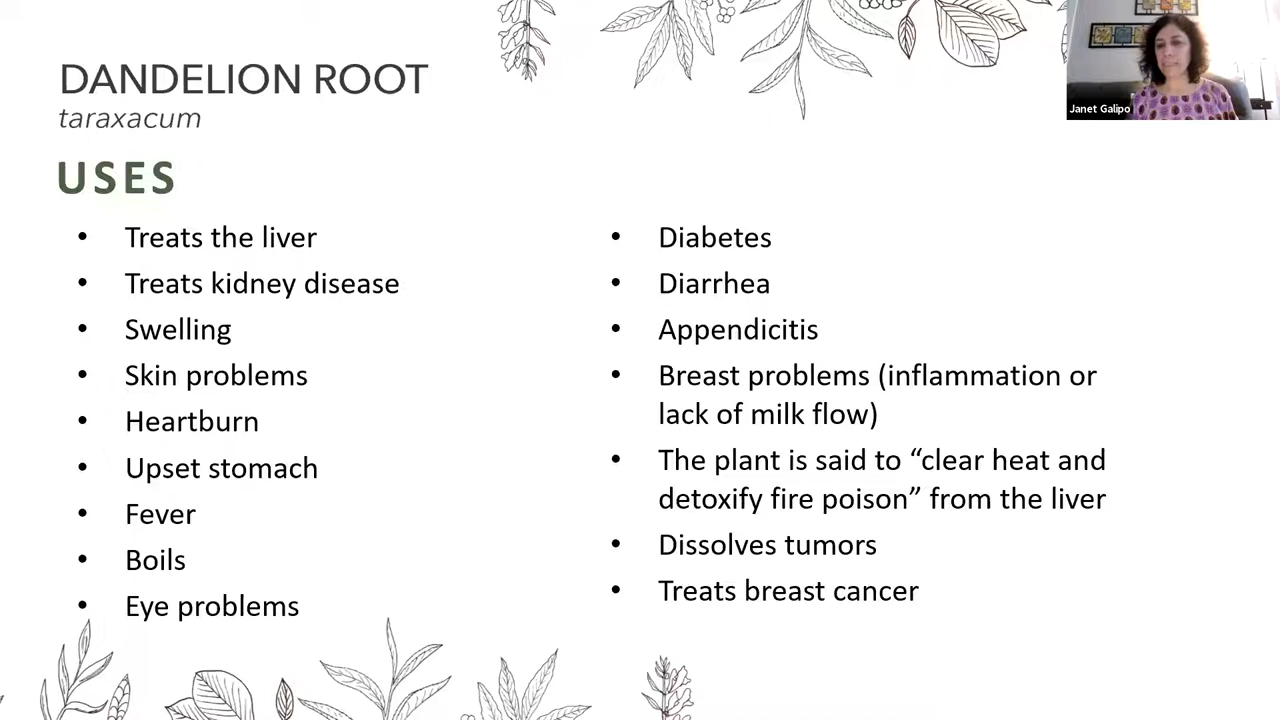 DANDELION ROOT
taraxacum
USES
• Treats the liver
• Treats kidney disease
• Swelling
• Skin problems
• Heartburn
• Upset stomach
• Fever
• Boils
• Eye problems
• Diabetes
• Diarrhea
• Appendicitis
• Breast problems (inflammation or
lack of milk flow)
• The plant is said to “clear heat and
detoxify fire poison” from the liver
• Dissolves tumors
• Treats breast cancer
Janet Galipo